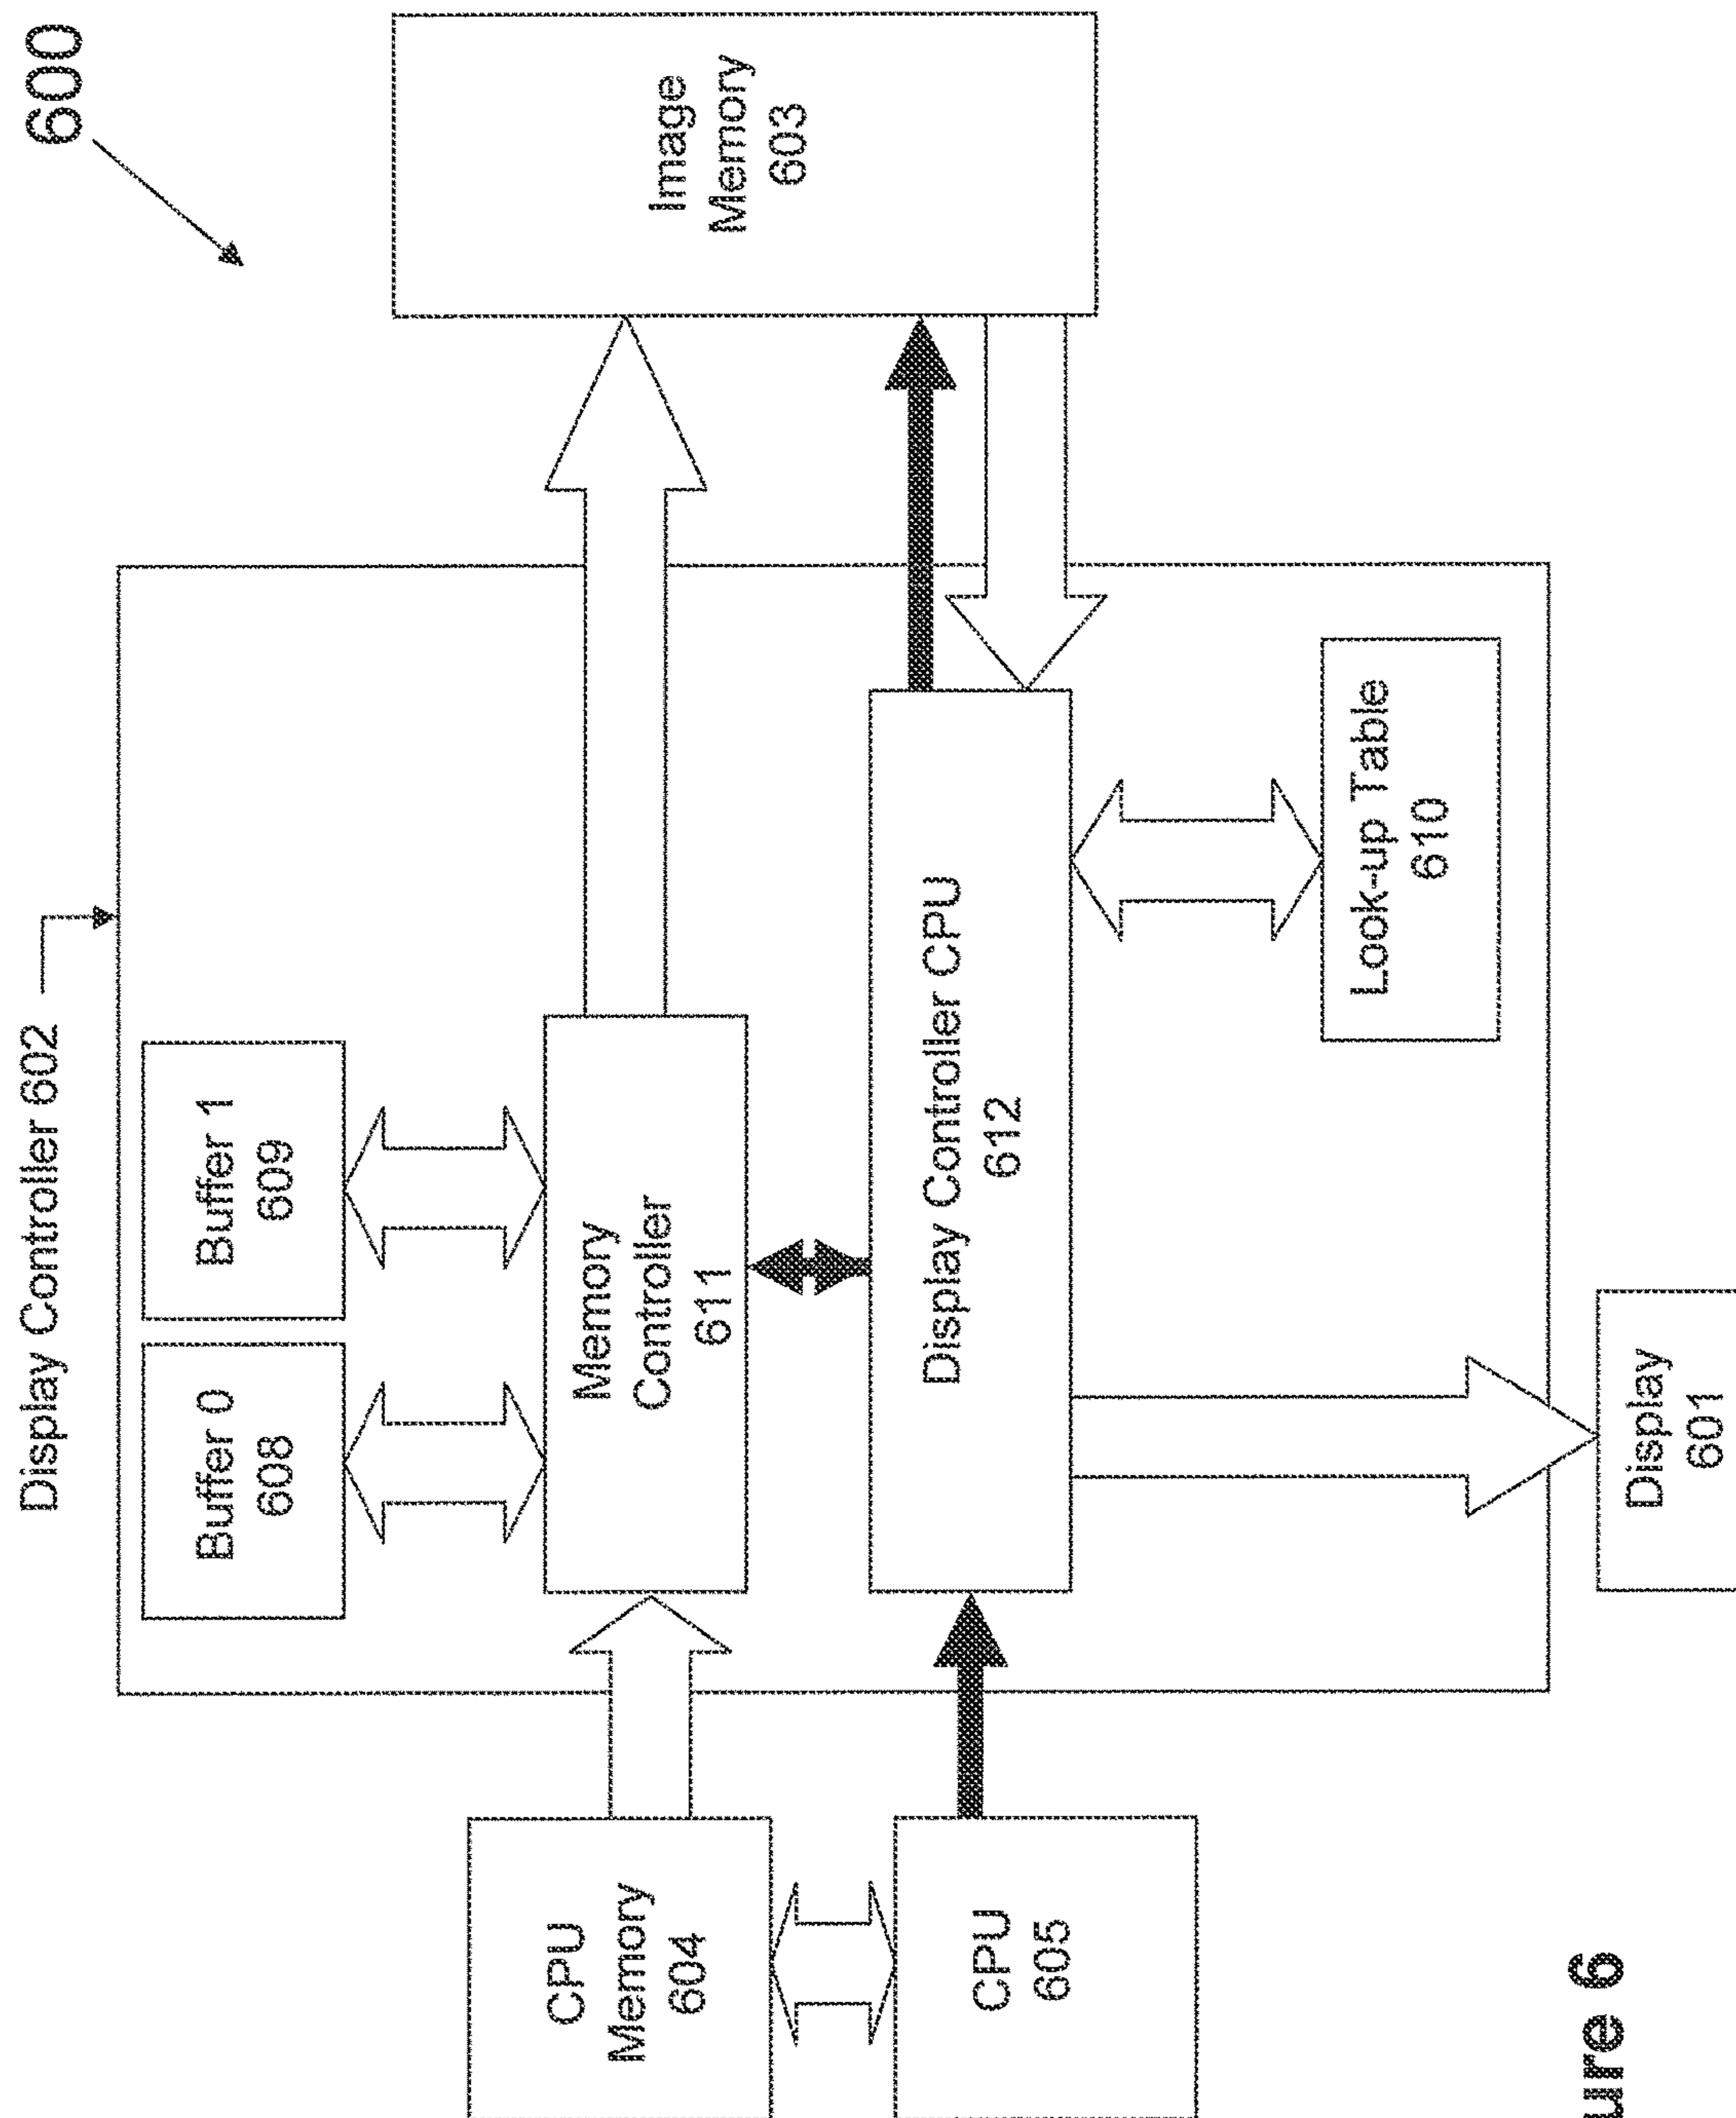 600
Display Controller 602
Buffer 0
608
Buffer 1
609
CPU
Memory
604
Memory
Controller
611
Image
Memory
603
CPU
605
Display Controller CPU
612
Look-up Table
610
Display
601
ure 6